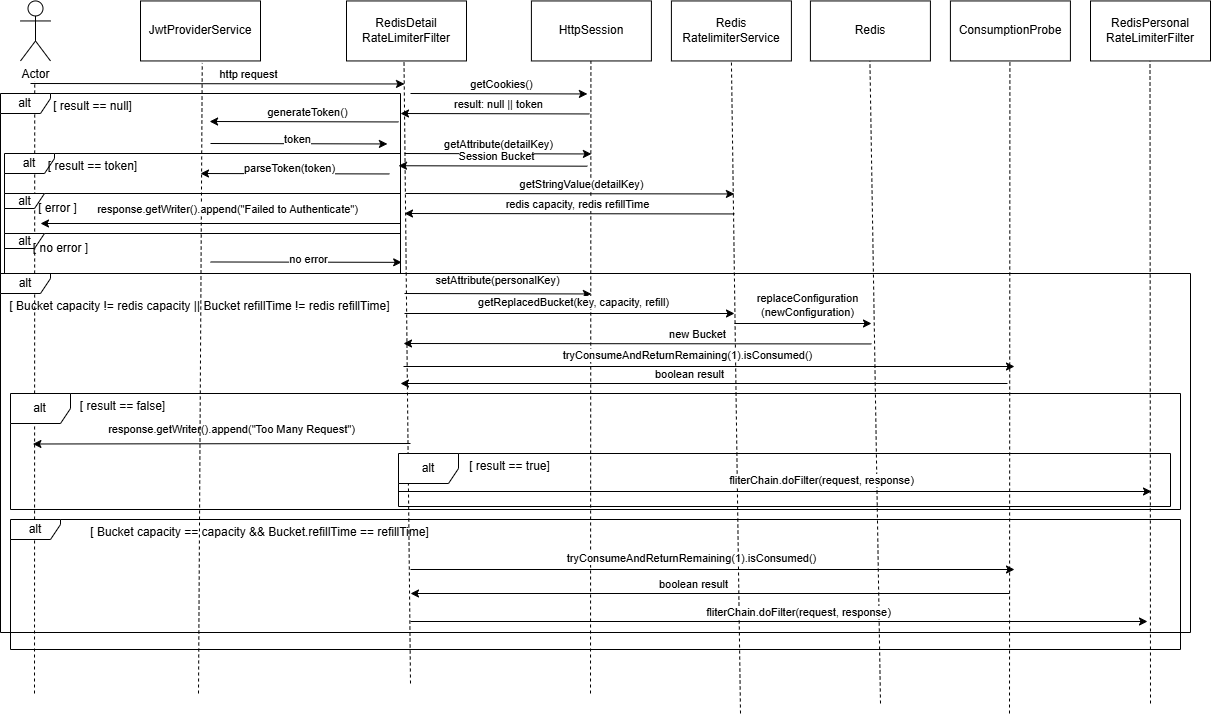 JwtProviderService
RedisDetail
RateLimiterFilter
HttpSession
Redis
RatelimiterService
Redis
ConsumptionProbe
RedisPersonal
RateLimiterFilter
Actor
http request
getCookies()
alt
[ result == null]
result: null || token
generateToken()
token
getAttribute(detailKey)
Session Bucket
alt
[ result == token]
parseToken(token)
getStringValue(detailKey)
alt
[ error ]
response.getWriter().append("Failed to Authenticate")
redis capacity, redis refillTime
alt
[ no error ]
no error
alt
setAttribute(personalKey)
[ Bucket capacity != redis capacity || Bucket refillTime != redis refillTime]
getReplacedBucket(key, capacity, refill)
replaceConfiguration
(newConfiguration)
new Bucket
tryConsumeAndReturnRemaining(1).isConsumed()
boolean result
alt
[ result == false]
response.getWriter().append("Too Many Request")
alt
[ result == true]
fliterChain.doFilter(request, response)
alt
[ Bucket capacity == capacity && Bucket.refillTime == refillTime]
tryConsumeAndReturnRemaining(1).isConsumed()
boolean result
fliterChain.doFilter(request, response)